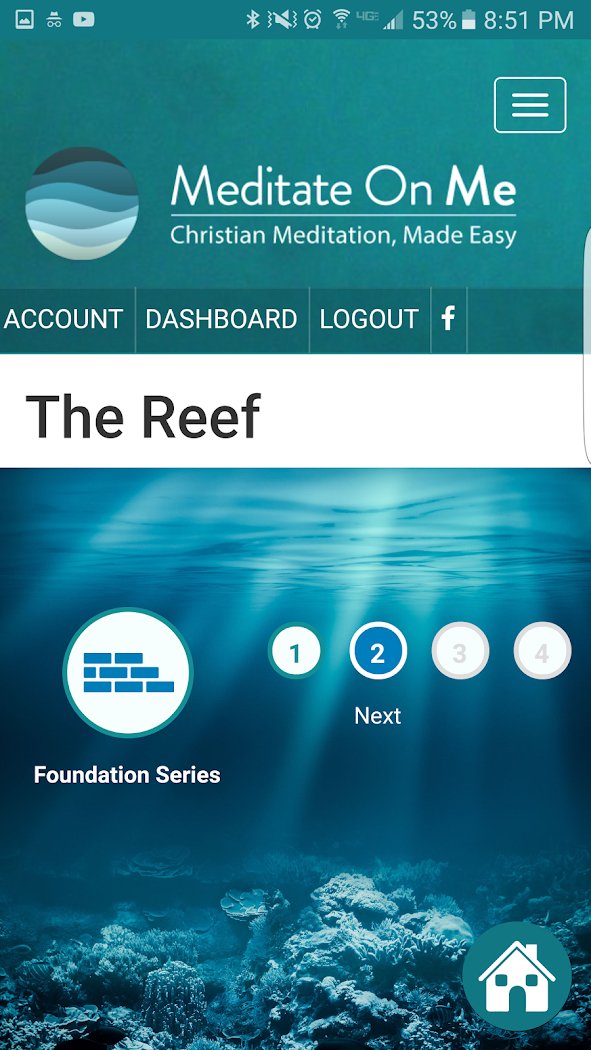 4GE 53% 8:51 PM
Meditate On Me
Christian Meditation, Made Easy
ACCOUNT DASHBOARD LOGOUT f
The Reef
1 2 3 4
Next
Foundation Series